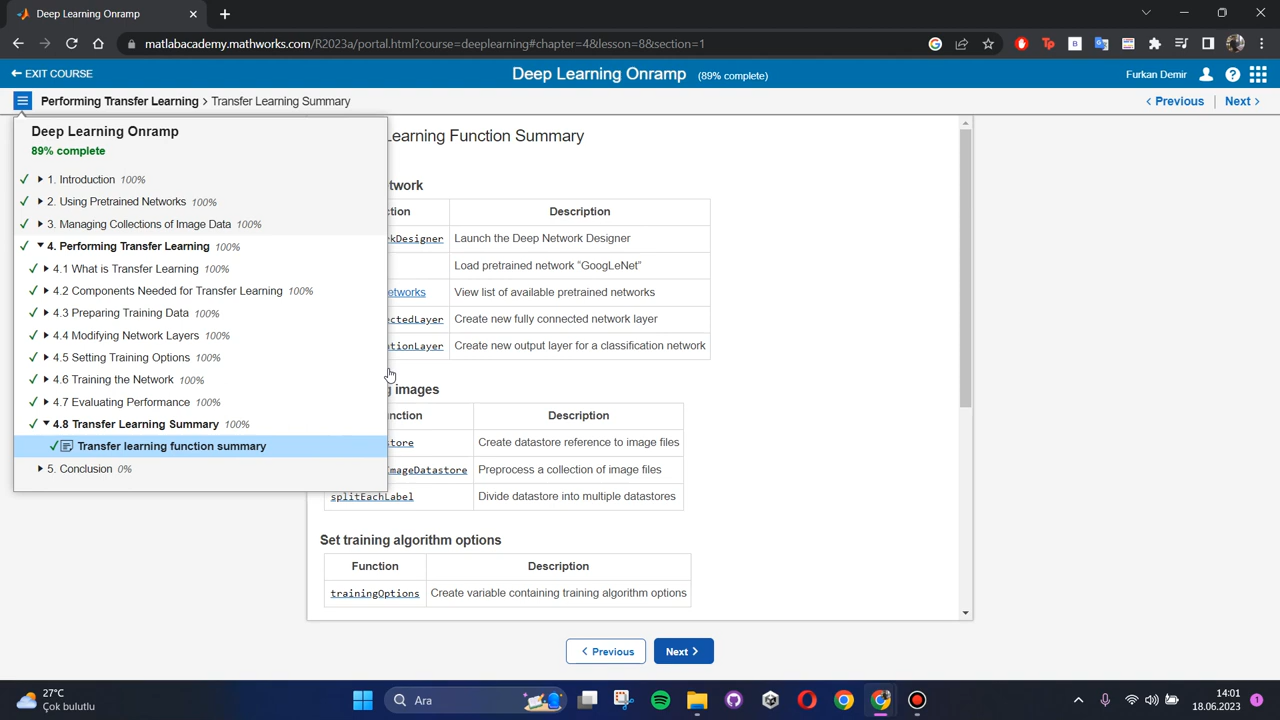 Deep Learning Onramp
matlabacademy.mathworks.com/R2023a/portal.html?course=deeplearning#chapter=4&lesson=8&section=1
EXIT COURSE
Deep Learning Onramp (89% complete)
Furkan Demir
Performing Transfer Learning > Transfer Learning Summary
< Previous
Next >
Deep Learning Onramp
89% complete
1. Introduction 100%
2. Using Pretrained Networks 100%
3. Managing Collections of Image Data 100%
4. Performing Transfer Learning 100%
4.1 What is Transfer Learning 100%
4.2 Components Needed for Transfer Learning 100%
4.3 Preparing Training Data 100%
4.4 Modifying Network Layers 100%
4.5 Setting Training Options 100%
4.6 Training the Network 100%
4.7 Evaluating Performance 100%
4.8 Transfer Learning Summary 100%
Transfer learning function summary
5. Conclusion 0%
earning Function Summary
twork
ction Description
kDesigner Launch the Deep Network Designer
Load pretrained network "GoogLeNet"
etworks View list of available pretrained networks
ctedLayer Create new fully connected network layer
tionLayer Create new output layer for a classification network
images
nction Description
tore Create datastore reference to image files
mageDatastore Preprocess a collection of image files
splitEachLabel Divide datastore into multiple datastores
Set training algorithm options
Function Description
trainingOptions Create variable containing training algorithm options
< Previous
Next >
27°C
Çok bulutlu
Ara
14:01
18.06.2023
1